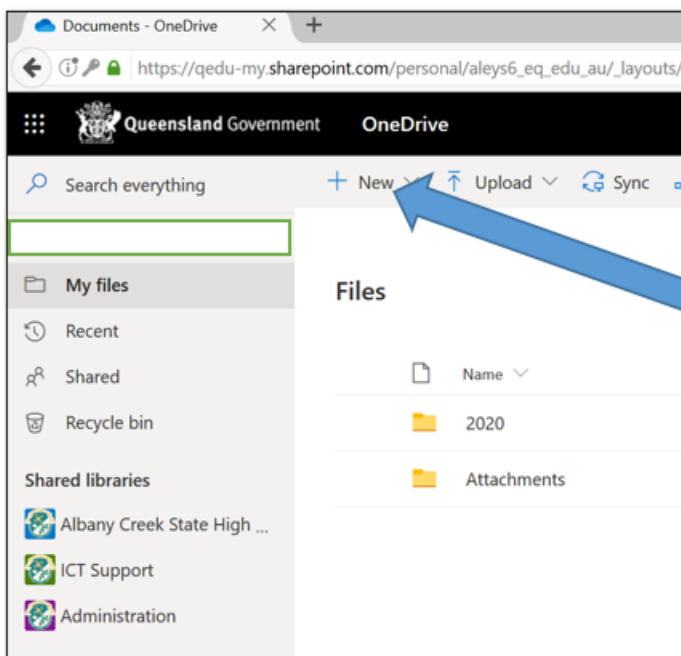 Documents - OneDrive
https://qedu-my.sharepoint.com/personal/aleys6_eq_edu_au/_layouts/
Queensland Government OneDrive
Search everything
New Upload Sync
My files
Files
Recent
Name
Shared
2020
Recycle bin
Attachments
Shared libraries
Albany Creek State High ...
ICT Support
Administration